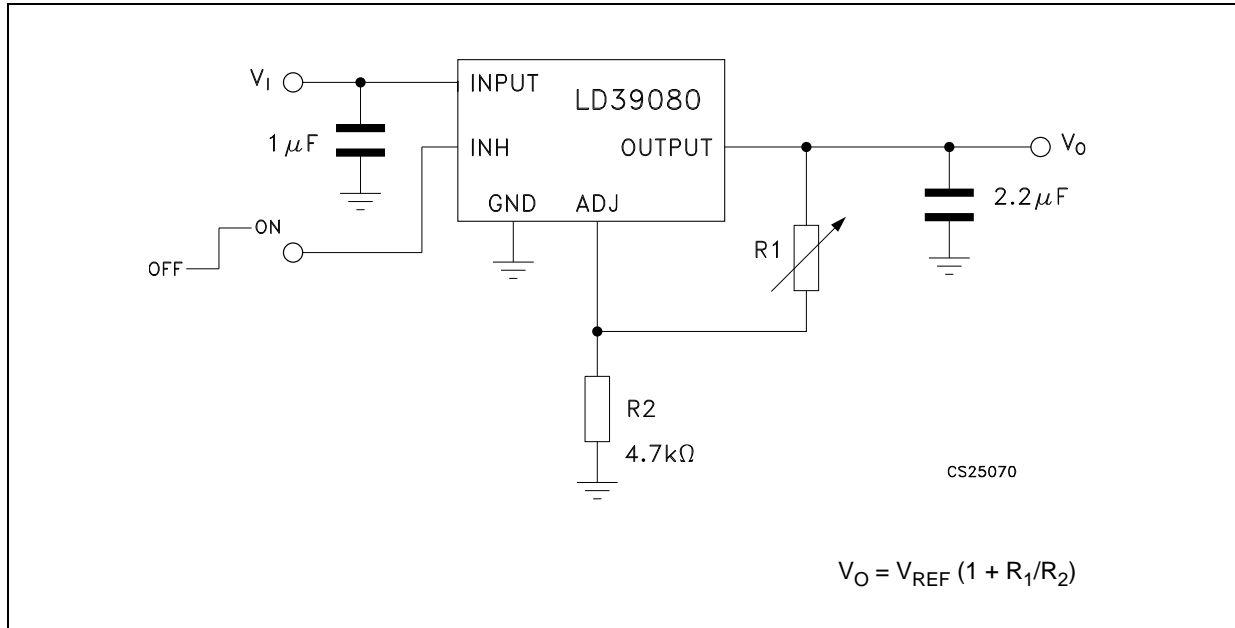 V_I
INPUT
LD39080
1 µF
INH
OUTPUT
V_O
GND
ADJ
2.2µF
ON
OFF
R1
R2
4.7kΩ
CS25070
V_O = V_REF (1 + R_1/R_2)